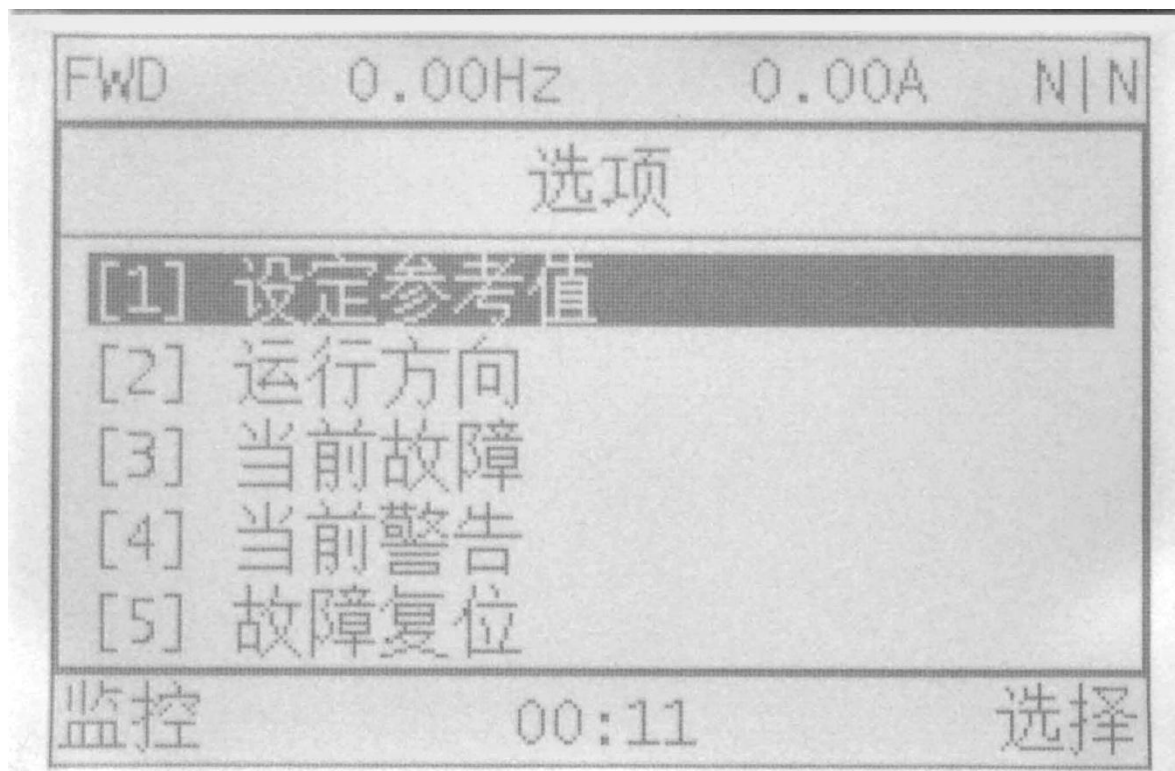 FWD 0.00Hz 0.00A N|N
选项
[1] 设定参考值
[2] 运行方向
[3] 当前故障
[4] 当前警告
[5] 故障复位
监控 00:11 选择